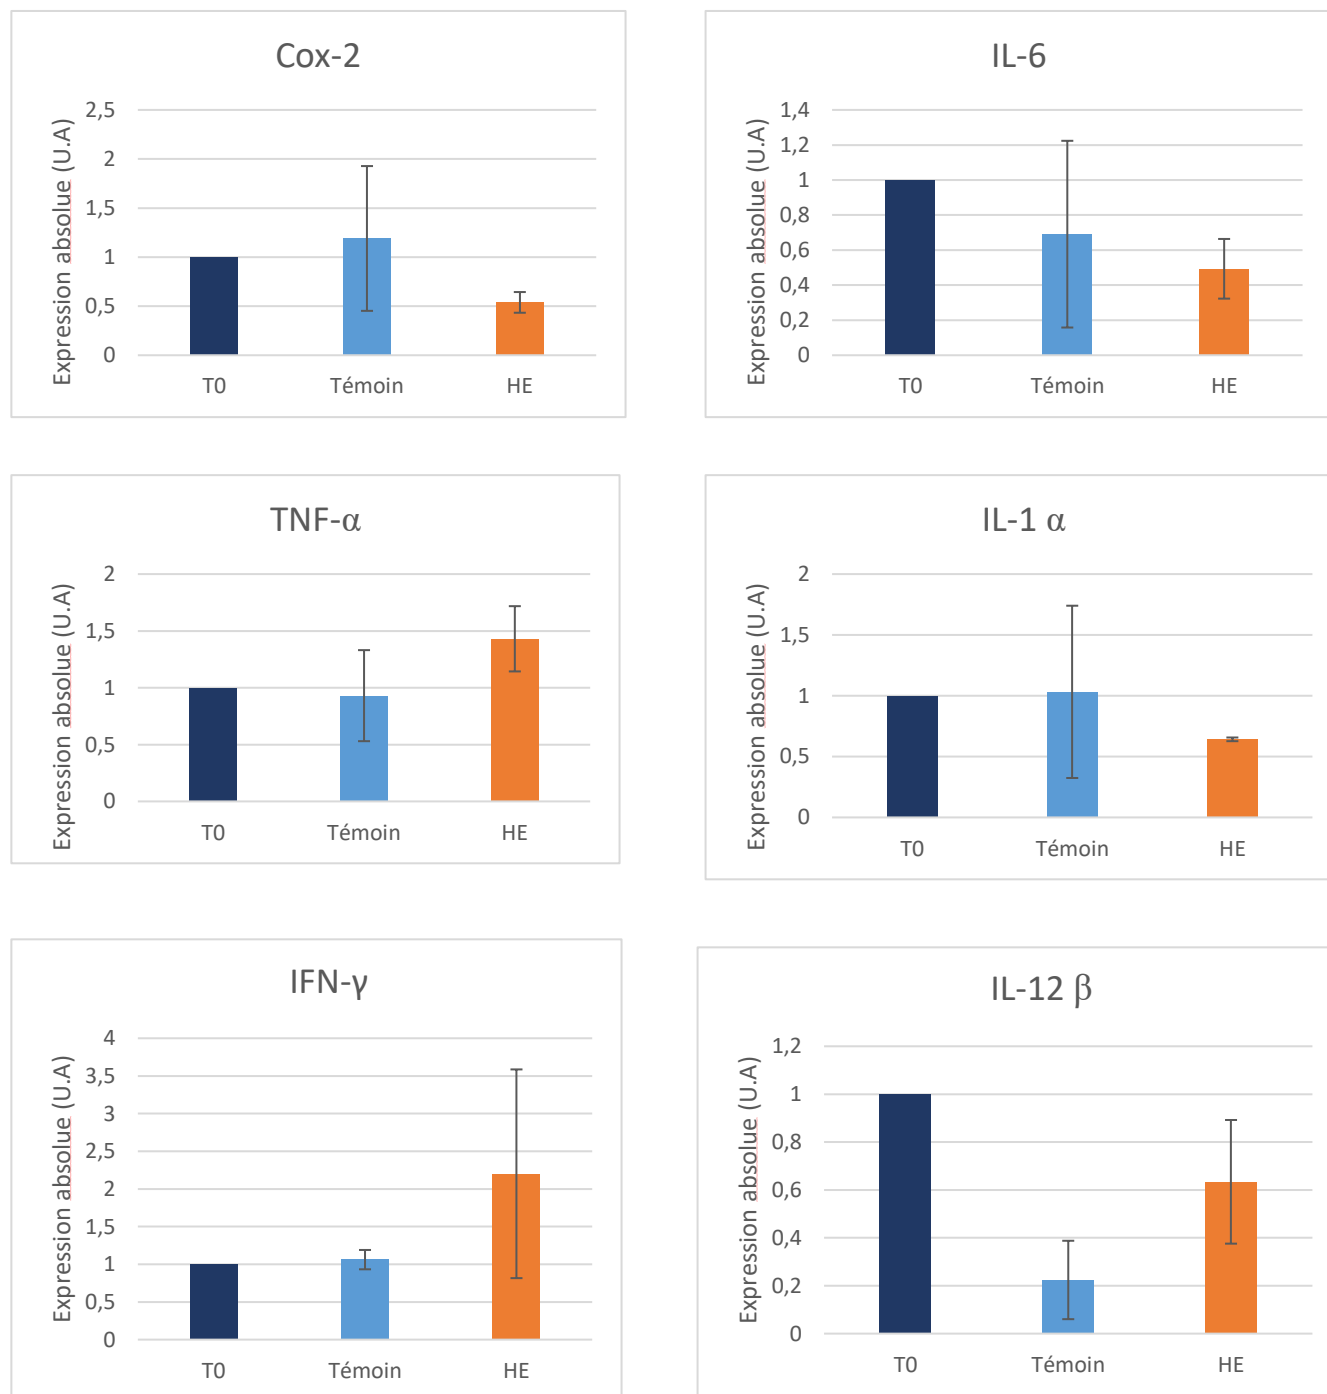 Cox-2
Expression absolue (U.A)
2,5
2
1,5
1
0,5
0
T0 Témoin HE
IL-6
Expression absolue (U.A)
1,4
1,2
1
0,8
0,6
0,4
0,2
0
T0 Témoin HE
TNF-α
Expression absolue (U.A)
2
1,5
1
0,5
0
T0 Témoin HE
IL-1 α
Expression absolue (U.A)
2
1,5
1
0,5
0
T0 Témoin HE
IFN-γ
Expression absolue (U.A)
4
3,5
3
2,5
2
1,5
1
0,5
0
T0 Témoin HE
IL-12 β
Expression absolue (U.A)
1,2
1
0,8
0,6
0,4
0,2
0
T0 Témoin HE